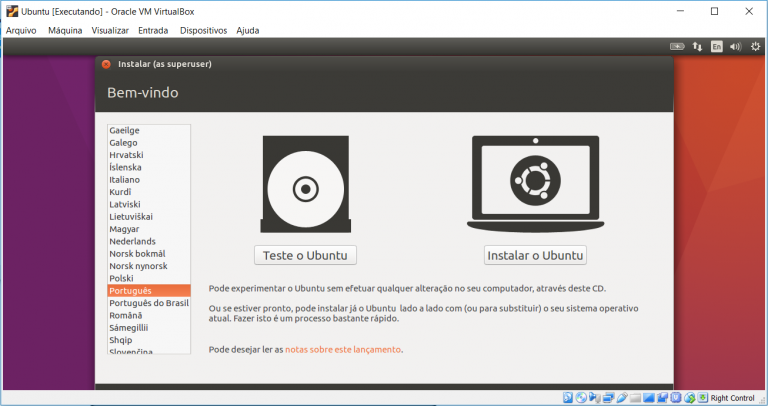 Ubuntu [Executando] - Oracle VM VirtualBox
Arquivo Máquina Visualizar Entrada Dispositivos Ajuda
En
Instalar (as superuser)
Bem-vindo
Gaeilge
Galego
Hrvatski
Íslenska
Italiano
Kurdî
Latviski
Lietuviškai
Magyar
Nederlands
Norsk bokmål
Norsk nynorsk
Polski
Português
Português do Brasil
Română
Sámegillii
Shqip
Slovenčina
Teste o Ubuntu
Instalar o Ubuntu
Pode experimentar o Ubuntu sem efetuar qualquer alteração no seu computador, através deste CD.
Ou se estiver pronto, pode instalar já o Ubuntu lado a lado com (ou para substituir) o seu sistema operativo
atual. Fazer isto é um processo bastante rápido.
Pode desejar ler as notas sobre este lançamento.
Right Control